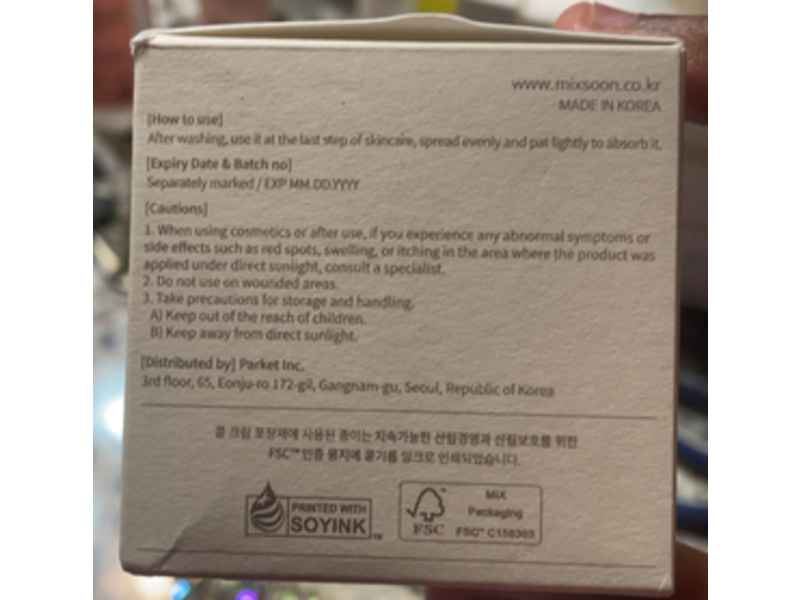 www.mixsoon.co.kr
MADE IN KOREA
[How to use]
After washing, use it at the last step of skincare, spread evenly and pat lightly to absorb it.
[Expiry Date & Batch no]
Separately marked / EXP MM.DD.YYYY
[Cautions]
1. When using cosmetics or after use, if you experience any abnormal symptoms or
side effects such as red spots, swelling, or itching in the area where the product was
applied under direct sunlight, consult a specialist.
2. Do not use on wounded areas.
3. Take precautions for storage and handling.
A) Keep out of the reach of children.
B) Keep away from direct sunlight.
[Distributed by] Parket Inc.
3rd floor, 65, Eonju-ro 172-gil, Gangnam-gu, Seoul, Republic of Korea
콩 크림 포장재에 사용된 종이는 지속가능한 산림경영과 산림보호를 위한
FSC™ 인증 용지에 콩기름 잉크로 인쇄되었습니다.
PRINTED WITH
SOYINK™
FSC™
MIX
Packaging
FSC™ C158303